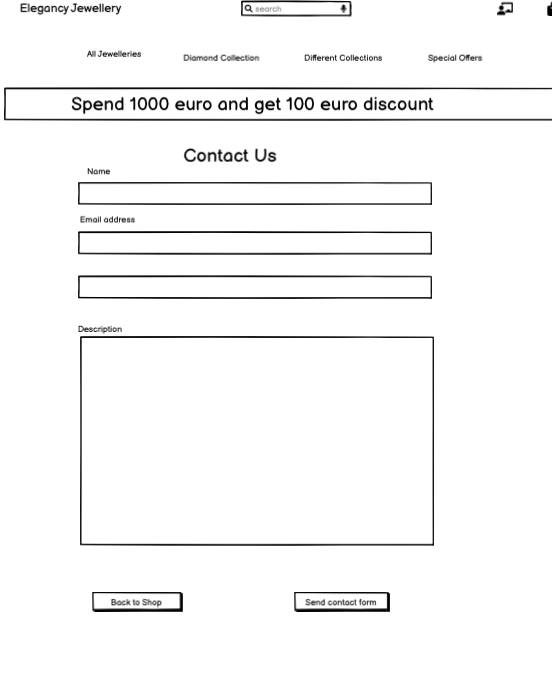 Elegancy Jewellery
search
All Jewelleries
Diamond Collection
Different Collections
Special Offers
Spend 1000 euro and get 100 euro discount
Contact Us
Name
Email address
Description
Back to Shop
Send contact form